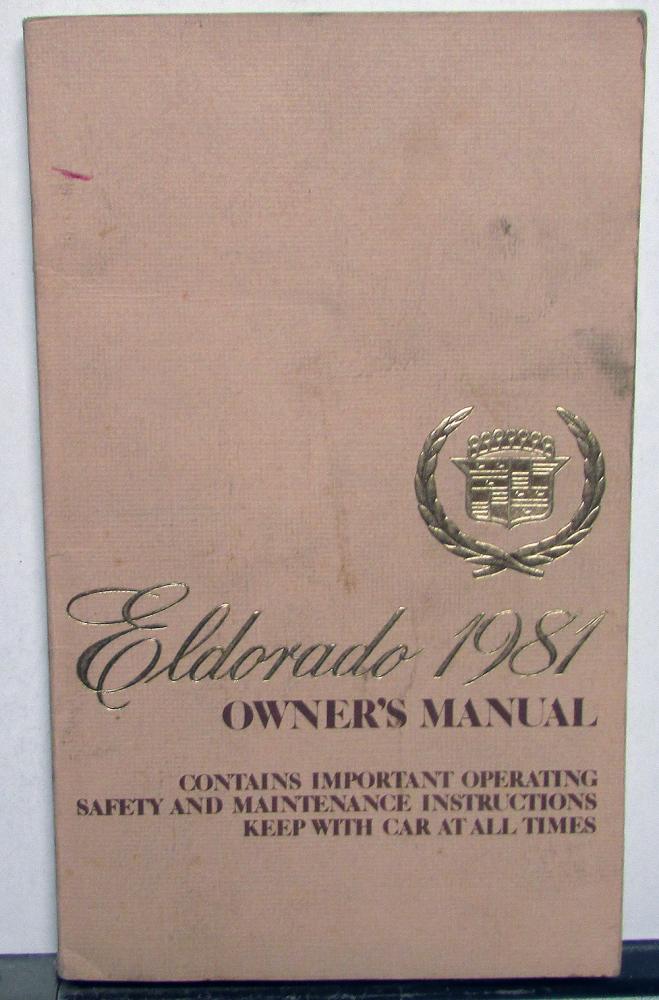 Eldorado 1981
OWNER'S MANUAL
CONTAINS IMPORTANT OPERATING
SAFETY AND MAINTENANCE INSTRUCTIONS
KEEP WITH CAR AT ALL TIMES